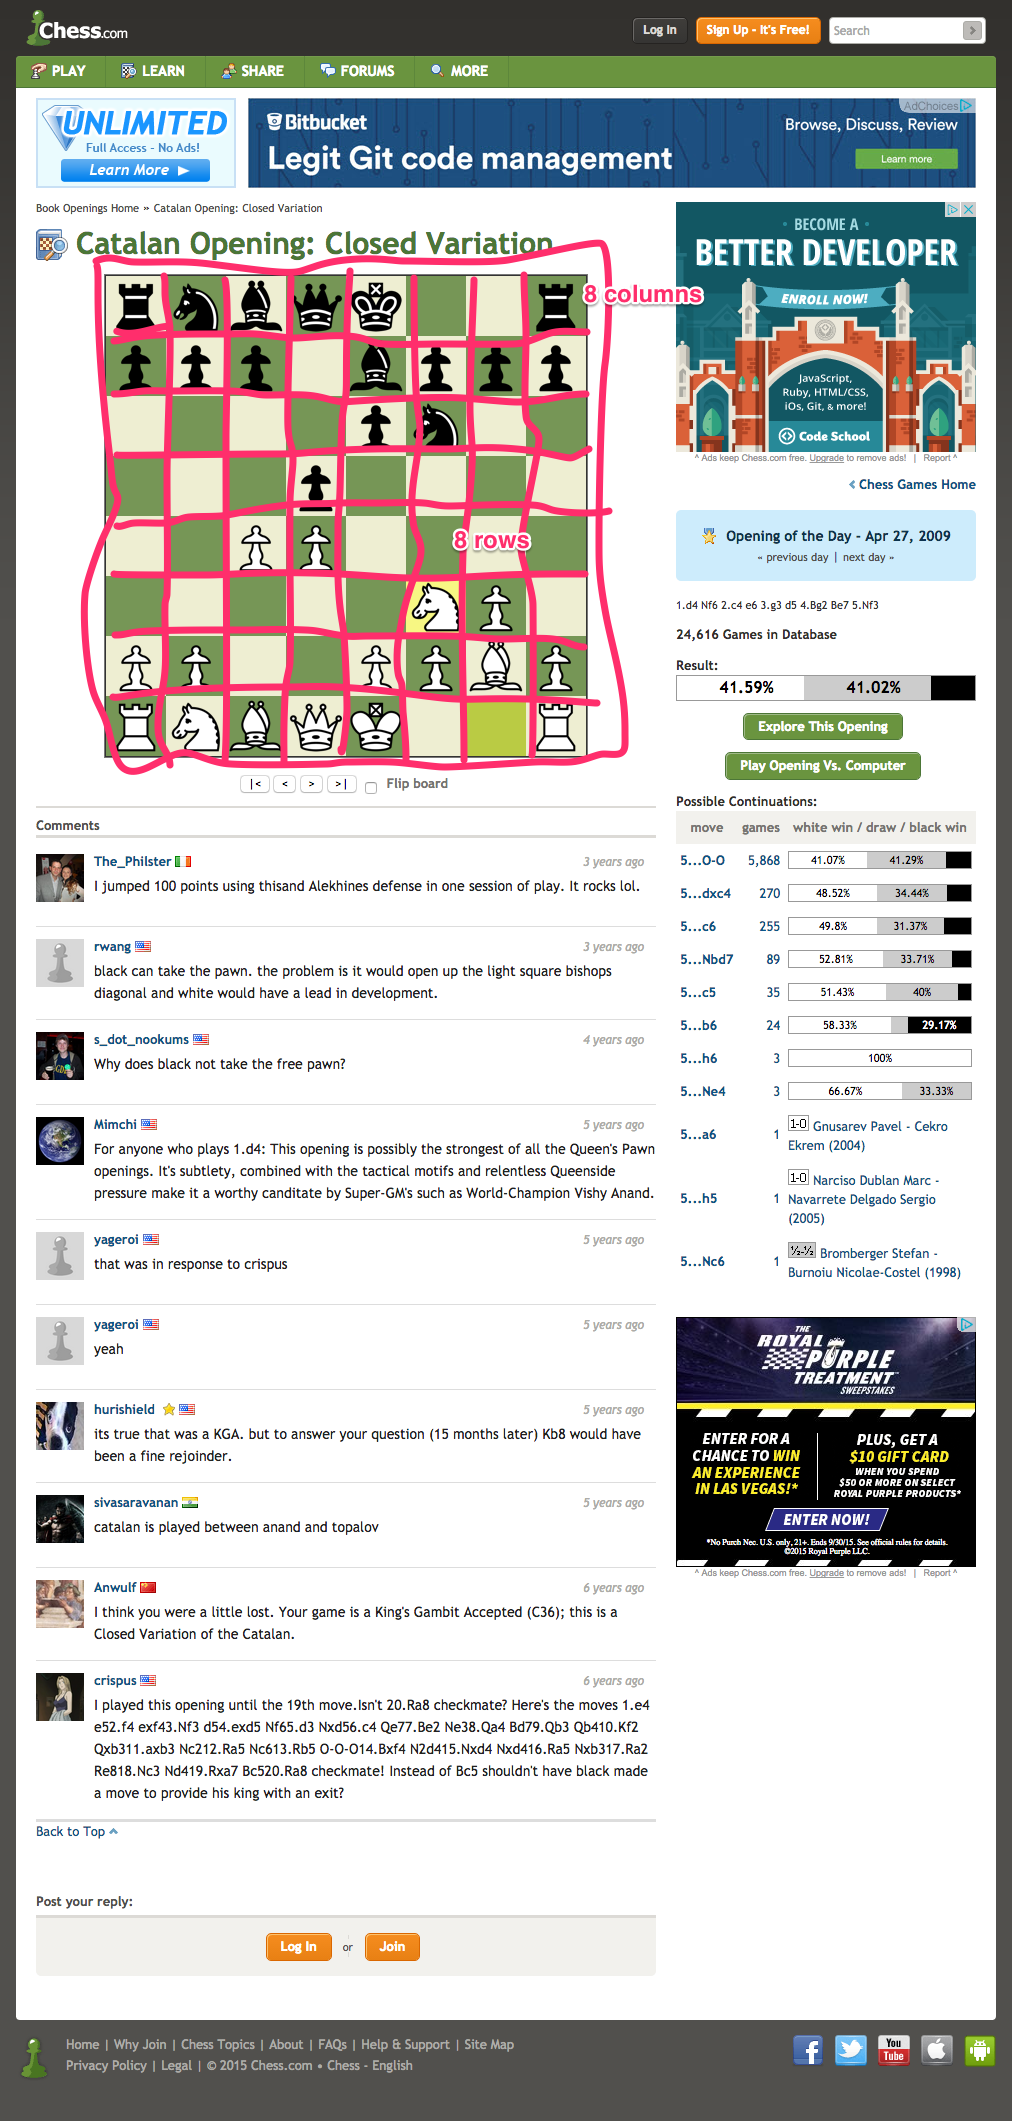 Chess.com
Log In
Sign Up - It's Free!
Search
PLAY
LEARN
SHARE
FORUMS
MORE
UNLIMITED
Full Access - No Ads!
Learn More
Bitbucket
Legit Git code management
AdChoices
Browse, Discuss, Review
Learn more
Book Openings Home » Catalan Opening: Closed Variation
Catalan Opening: Closed Variation
8 columns
8 rows
|<
<
>
>|
Flip board
Comments
The_Philster
3 years ago
I jumped 100 points using thisand Alekhines defense in one session of play. It rocks lol.
rwang
3 years ago
black can take the pawn. the problem is it would open up the light square bishops
diagonal and white would have a lead in development.
s_dot_nookums
4 years ago
Why does black not take the free pawn?
Mimchi
5 years ago
For anyone who plays 1.d4: This opening is possibly the strongest of all the Queen's Pawn
openings. It's subtlety, combined with the tactical motifs and relentless Queenside
pressure make it a worthy canditate by Super-GM's such as World-Champion Vishy Anand.
yageroi
5 years ago
that was in response to crispus
yageroi
5 years ago
yeah
hurishield
5 years ago
its true that was a KGA. but to answer your question (15 months later) Kb8 would have
been a fine rejoinder.
sivasaravanan
5 years ago
catalan is played between anand and topalov
Anwulf
6 years ago
I think you were a little lost. Your game is a King's Gambit Accepted (C36); this is a
Closed Variation of the Catalan.
crispus
6 years ago
I played this opening until the 19th move.Isn't 20.Ra8 checkmate? Here's the moves 1.e4
e52.f4 exf43.Nf3 d54.exd5 Nf65.d3 Nxd56.c4 Qe77.Be2 Ne38.Qa4 Bd79.Qb3 Qb410.Kf2
Qxb311.axb3 Nc212.Ra5 Nc613.Rb5 O-O-O14.Bxf4 N2d415.Nxd4 Nxd416.Ra5 Nxb317.Ra2
Re818.Nc3 Nd419.Rxa7 Bc520.Ra8 checkmate! Instead of Bc5 shouldn't have black made
a move to provide his king with an exit?
Back to Top
Post your reply:
Log In
or
Join
BECOME A
BETTER DEVELOPER
ENROLL NOW!
JavaScript,
Ruby, HTML/CSS,
iOs, Git, & more!
Code School
^ Ads keep Chess.com free. Upgrade to remove ads! | Report ^
Chess Games Home
Opening of the Day - Apr 27, 2009
« previous day | next day »
1.d4 Nf6 2.c4 e6 3.g3 d5 4.Bg2 Be7 5.Nf3
24,616 Games in Database
Result:
41.59%
41.02%
Explore This Opening
Play Opening Vs. Computer
Possible Continuations:
move games white win / draw / black win
5...O-O 5,868 41.07% 41.29%
5...dxc4 270 48.52% 34.44%
5...c6 255 49.8% 31.37%
5...Nbd7 89 52.81% 33.71%
5...c5 35 51.43% 40%
5...b6 24 58.33% 29.17%
5...h6 3 100%
5...Ne4 3 66.67% 33.33%
5...a6 1 1-0 Gnusarev Pavel - Cekro
Ekrem (2004)
5...h5 1 1-0 Narciso Dublan Marc -
Navarrete Delgado Sergio
(2005)
5...Nc6 1 ½-½ Bromberger Stefan -
Burnoiu Nicolae-Costel (1998)
THE
ROYAL
PURPLE
TREATMENT
SWEEPSTAKES
ENTER FOR A
CHANCE TO WIN
AN EXPERIENCE
IN LAS VEGAS!*
PLUS, GET A
$10 GIFT CARD
WHEN YOU SPEND
$50 OR MORE ON SELECT
ROYAL PURPLE PRODUCTS*
ENTER NOW!
*No Purch Nec. U.S. only, 21+. Ends 9/30/15. See official rules for details.
©2015 Royal Purple LLC.
^ Ads keep Chess.com free. Upgrade to remove ads! | Report ^
Home | Why Join | Chess Topics | About | FAQs | Help & Support | Site Map
Privacy Policy | Legal | © 2015 Chess.com • Chess - English
You
Tube